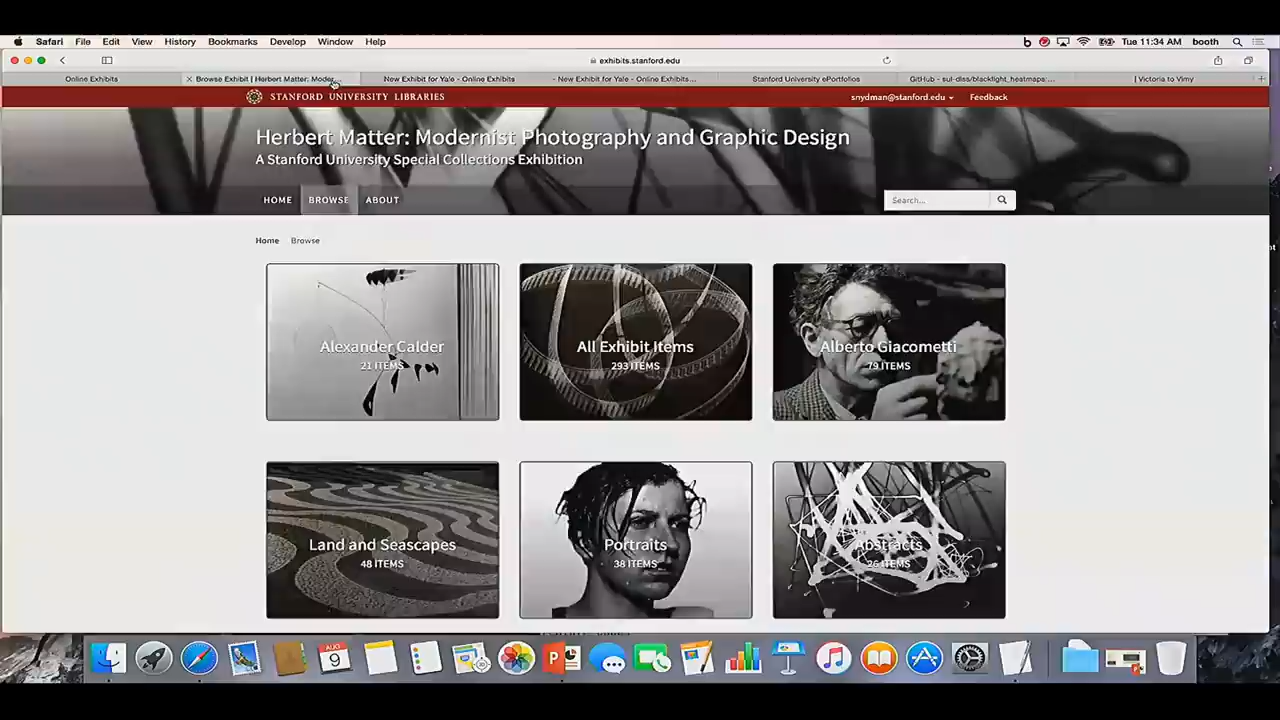 Safari File Edit View History Bookmarks Develop Window Help Tue 11:34 AM booth
exhibits.stanford.edu
Online Exhibits
Browse Exhibit | Herbert Matter: Moder...
New Exhibit for Yale - Online Exhibits
- New Exhibit for Yale - Online Exhibits...
Stanford University ePortfolios
GitHub - sul-dlss/blacklight_heatmaps:...
| Victoria to Vimy
STANFORD UNIVERSITY LIBRARIES
snydman@stanford.edu
Feedback
Herbert Matter: Modernist Photography and Graphic Design
A Stanford University Special Collections Exhibition
HOME BROWSE ABOUT
Search...
Home Browse
Alexander Calder
21 ITEMS
All Exhibit Items
293 ITEMS
Alberto Giacometti
79 ITEMS
Land and Seascapes
48 ITEMS
Portraits
38 ITEMS
Abstracts
26 ITEMS
AUG
9